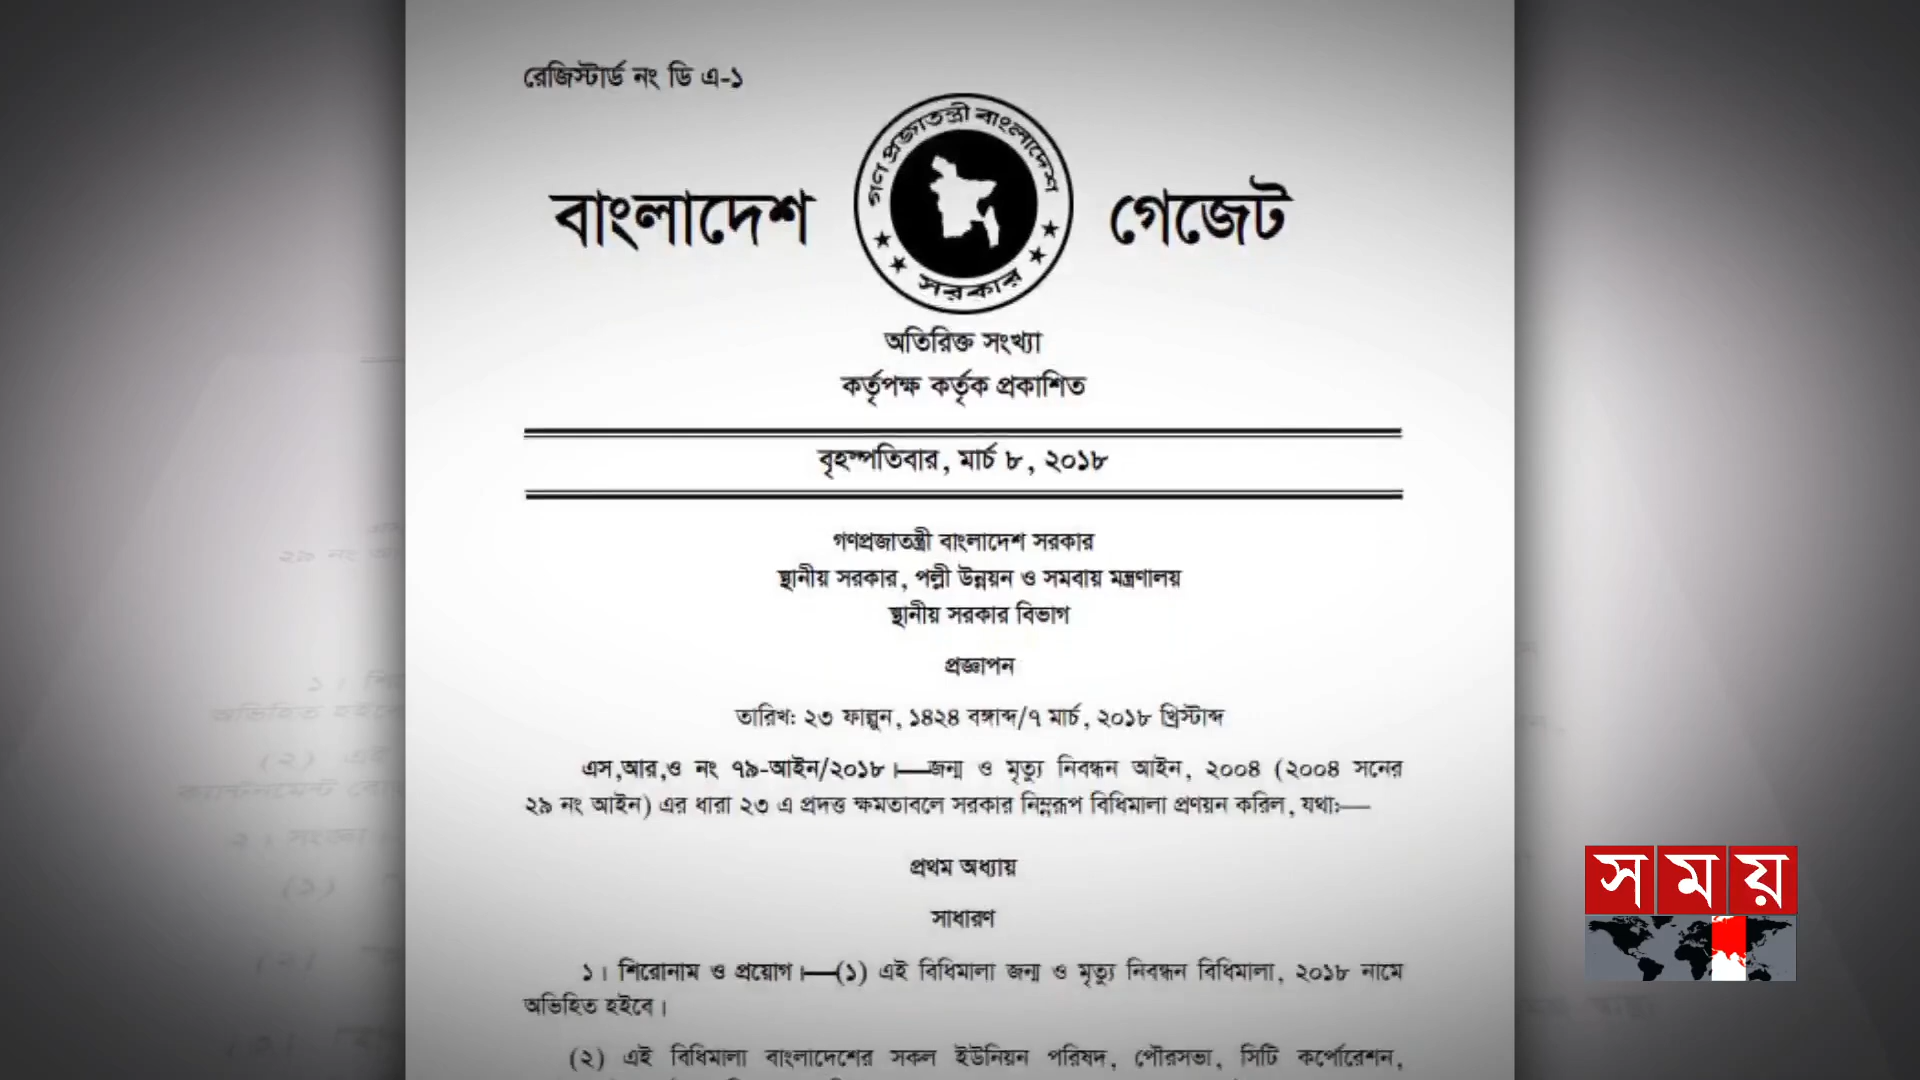 রেজিস্টার্ড নং ডি এ-১
গণপ্রজাতন্ত্রী বাংলাদেশ
সরকার
বাংলাদেশ গেজেট
অতিরিক্ত সংখ্যা
কর্তৃপক্ষ কর্তৃক প্রকাশিত
বৃহস্পতিবার, মার্চ ৮, ২০১৮
গণপ্রজাতন্ত্রী বাংলাদেশ সরকার
স্থানীয় সরকার, পল্লী উন্নয়ন ও সমবায় মন্ত্রণালয়
স্থানীয় সরকার বিভাগ
প্রজ্ঞাপন
তারিখ: ২৩ ফাল্গুন, ১৪২৪ বঙ্গাব্দ/৭ মার্চ, ২০১৮ খ্রিস্টাব্দ
এস,আর,ও নং ৭৯-আইন/২০১৮।—জন্ম ও মৃত্যু নিবন্ধন আইন, ২০০৪ (২০০৪ সনের
২৯ নং আইন) এর ধারা ২৩ এ প্রদত্ত ক্ষমতাবলে সরকার নিম্নরূপ বিধিমালা প্রণয়ন করিল, যথা:—
প্রথম অধ্যায়
সাধারণ
১। শিরোনাম ও প্রয়োগ।—(১) এই বিধিমালা জন্ম ও মৃত্যু নিবন্ধন বিধিমালা, ২০১৮ নামে
অভিহিত হইবে।
(২) এই বিধিমালা বাংলাদেশের সকল ইউনিয়ন পরিষদ, পৌরসভা, সিটি কর্পোরেশন,
সময়